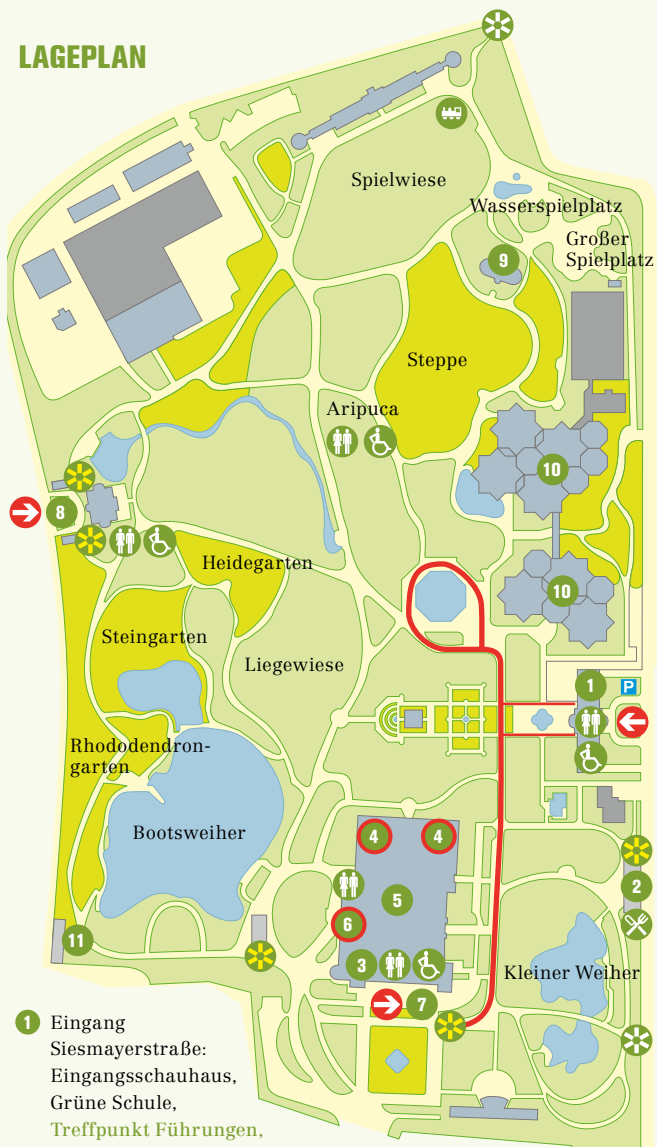 LAGEPLAN
Spielwiese
Wasserspielplatz
Großer
Spielplatz
9
Steppe
Aripuca
10
8
Heidegarten
10
Steingarten
Liegewiese
1
P
Rhododendron-
garten
Bootsweiher
4
4
5
2
6
11
3
Kleiner Weiher
7
1 Eingang
Siesmayerstraße:
Eingangsschauhaus,
Grüne Schule,
Treffpunkt Führungen,